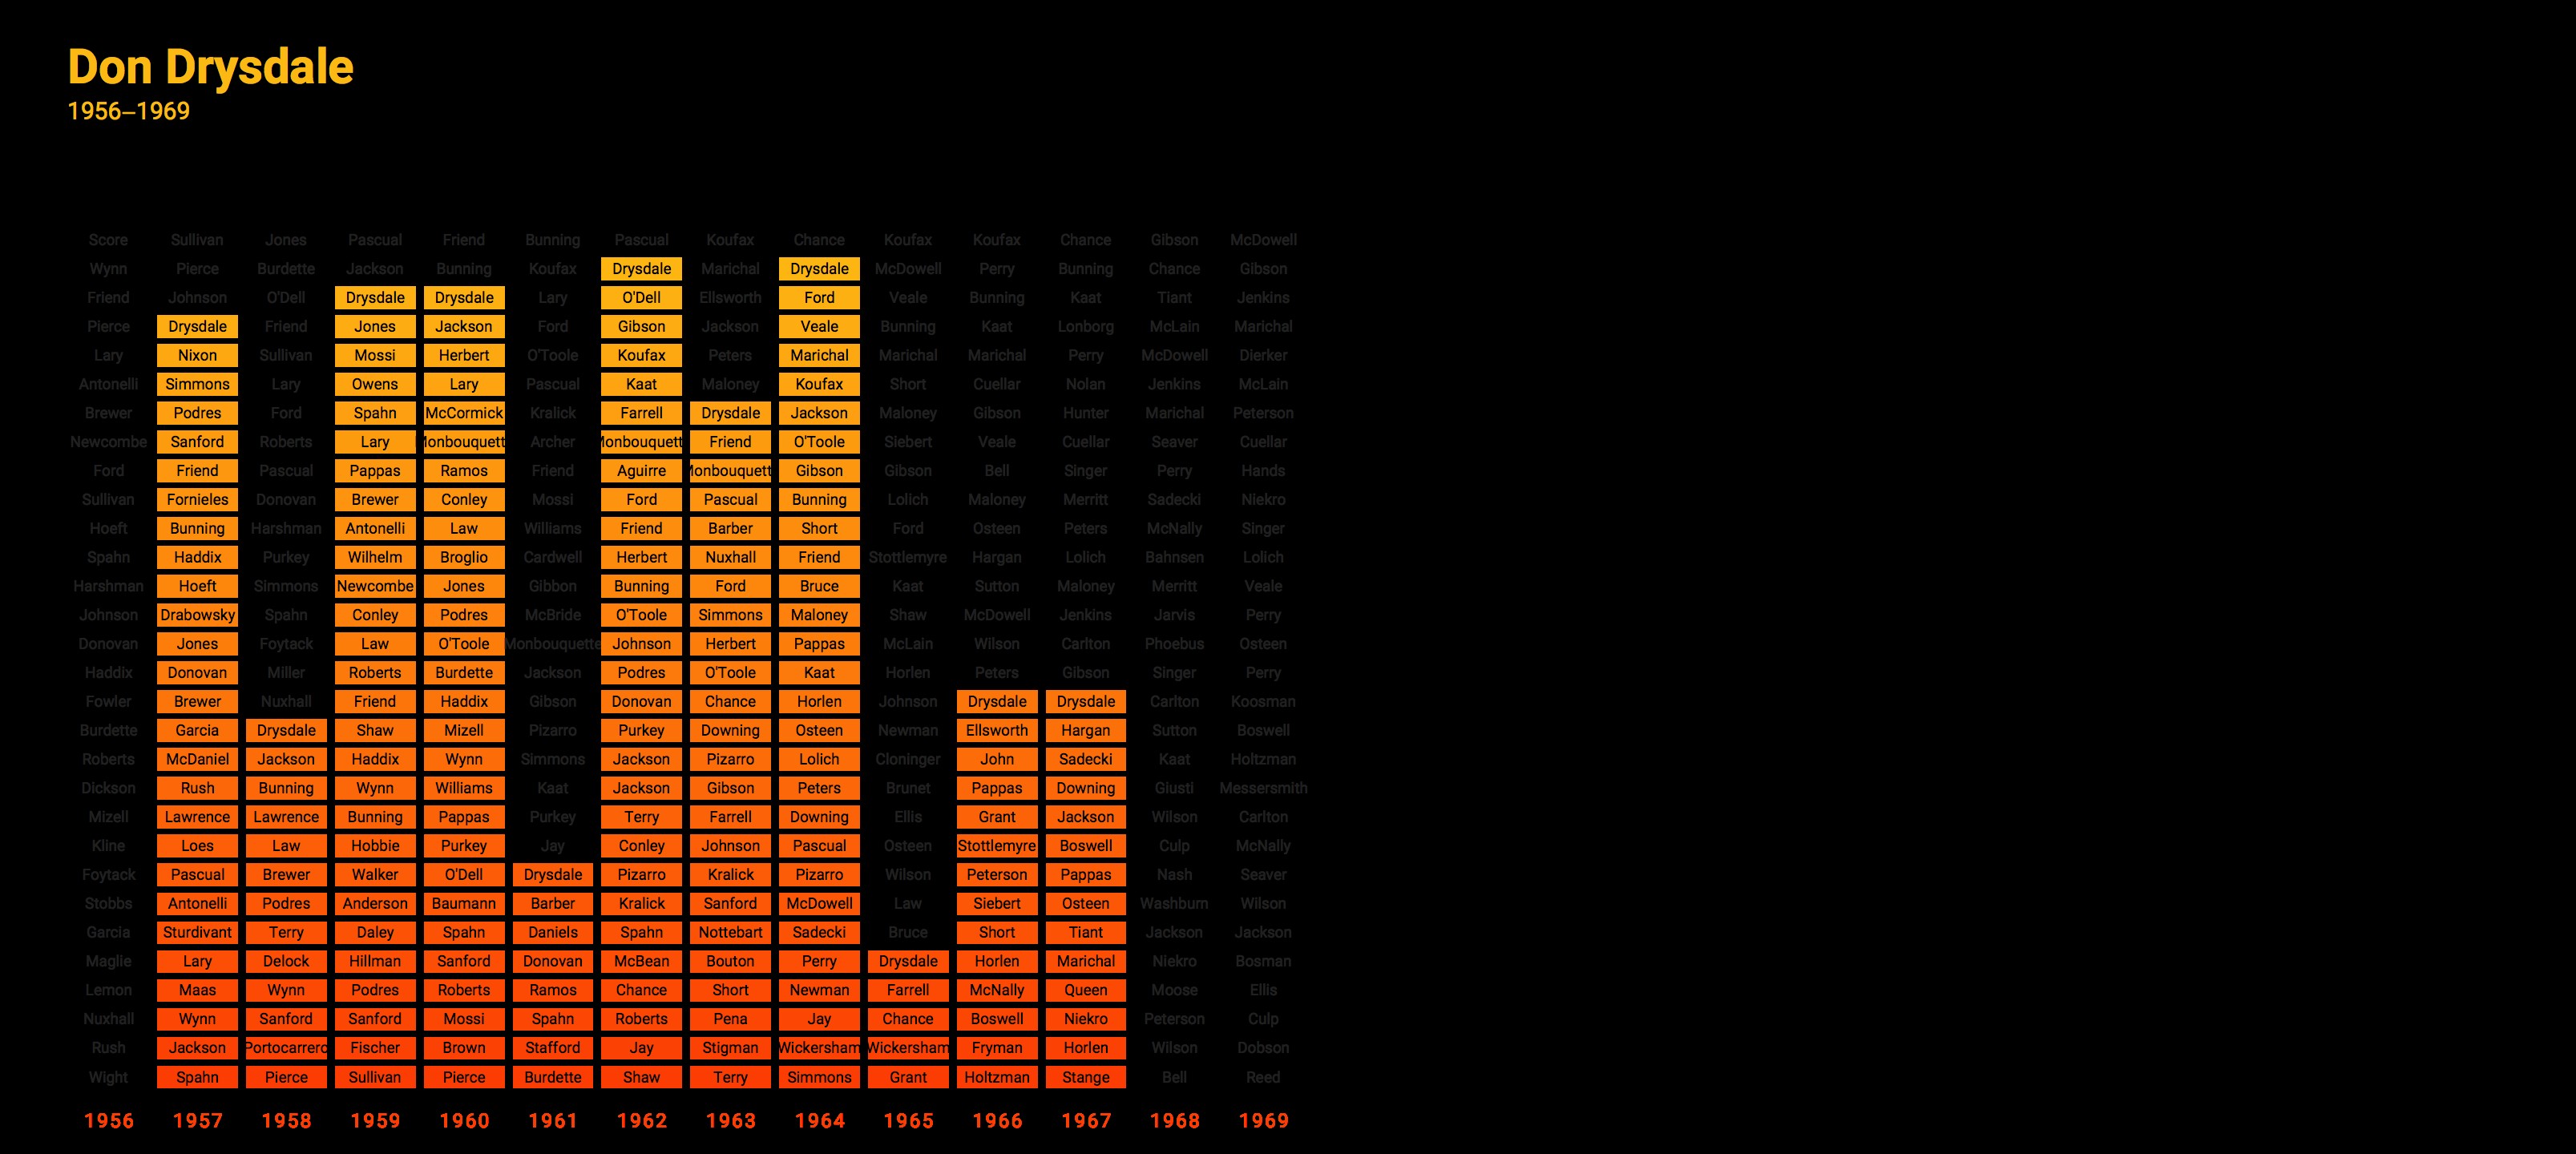 Don Drysdale
1956–1969
Score Sullivan Jones Pascual Friend Bunning Pascual Koufax Chance Koufax Koufax Chance Gibson McDowell
Wynn Pierce Burdette Jackson Bunning Koufax Drysdale Marichal Drysdale McDowell Perry Bunning Chance Gibson
Friend Johnson O'Dell Drysdale Drysdale Lary O'Dell Ellsworth Ford Veale Bunning Kaat Tiant Jenkins
Pierce Drysdale Friend Jones Jackson Ford Gibson Jackson Veale Bunning Kaat Lonborg McLain Marichal
Lary Nixon Sullivan Mossi Herbert O'Toole Koufax Peters Marichal Marichal Marichal Perry McDowell Dierker
Antonelli Simmons Lary Owens Lary Pascual Kaat Maloney Koufax Short Cuellar Nolan Jenkins McLain
Brewer Podres Ford Spahn McCormick Kralick Farrell Drysdale Jackson Maloney Gibson Hunter Marichal Peterson
Newcombe Sanford Roberts Lary Monbouquett Archer Monbouquett Friend O'Toole Siebert Veale Cuellar Seaver Cuellar
Ford Friend Pascual Pappas Ramos Friend Aguirre Monbouquett Gibson Gibson Bell Singer Perry Hands
Sullivan Fornieles Donovan Brewer Conley Mossi Ford Pascual Bunning Lolich Maloney Merritt Sadecki Niekro
Hoeft Bunning Harshman Antonelli Law Williams Friend Barber Short Ford Osteen Peters McNally Singer
Spahn Haddix Purkey Wilhelm Broglio Cardwell Herbert Nuxhall Friend Stottlemyre Hargan Lolich Bahnsen Lolich
Harshman Hoeft Simmons Newcombe Jones Gibbon Bunning Ford Bruce Kaat Sutton Maloney Merritt Veale
Johnson Drabowsky Spahn Conley Podres McBride O'Toole Simmons Maloney Shaw McDowell Jenkins Jarvis Perry
Donovan Jones Foytack Law O'Toole Monbouquette Johnson Herbert Pappas McLain Wilson Carlton Phoebus Osteen
Haddix Donovan Miller Roberts Burdette Jackson Podres O'Toole Kaat Horlen Peters Gibson Singer Perry
Fowler Brewer Nuxhall Friend Haddix Gibson Donovan Chance Horlen Johnson Drysdale Drysdale Carlton Koosman
Burdette Garcia Drysdale Shaw Mizell Pizarro Purkey Downing Osteen Newman Ellsworth Hargan Sutton Boswell
Roberts McDaniel Jackson Haddix Wynn Simmons Jackson Pizarro Lolich Cloninger John Sadecki Kaat Holtzman
Dickson Rush Bunning Wynn Williams Kaat Jackson Gibson Peters Brunet Pappas Downing Giusti Messersmith
Mizell Lawrence Lawrence Bunning Pappas Purkey Terry Farrell Downing Ellis Grant Jackson Wilson Carlton
Kline Loes Law Hobbie Purkey Jay Conley Johnson Pascual Osteen Stottlemyre Boswell Culp McNally
Foytack Pascual Brewer Walker O'Dell Drysdale Pizarro Kralick Pizarro Wilson Peterson Pappas Nash Seaver
Stobbs Antonelli Podres Anderson Baumann Barber Kralick Sanford McDowell Law Siebert Osteen Washburn Wilson
Garcia Sturdivant Terry Daley Spahn Daniels Spahn Nottebart Sadecki Bruce Short Tiant Jackson Jackson
Maglie Lary Delock Hillman Sanford Donovan McBean Bouton Perry Drysdale Horlen Marichal Niekro Bosman
Lemon Maas Wynn Podres Roberts Ramos Chance Short Newman Farrell McNally Queen Moose Ellis
Nuxhall Wynn Sanford Sanford Mossi Spahn Roberts Pena Jay Chance Boswell Niekro Peterson Culp
Rush Jackson Portocarrero Fischer Brown Stafford Jay Stigman Wickersham Wickersham Fryman Horlen Wilson Dobson
Wight Spahn Pierce Sullivan Pierce Burdette Shaw Terry Simmons Grant Holtzman Stange Bell Reed
1956 1957 1958 1959 1960 1961 1962 1963 1964 1965 1966 1967 1968 1969